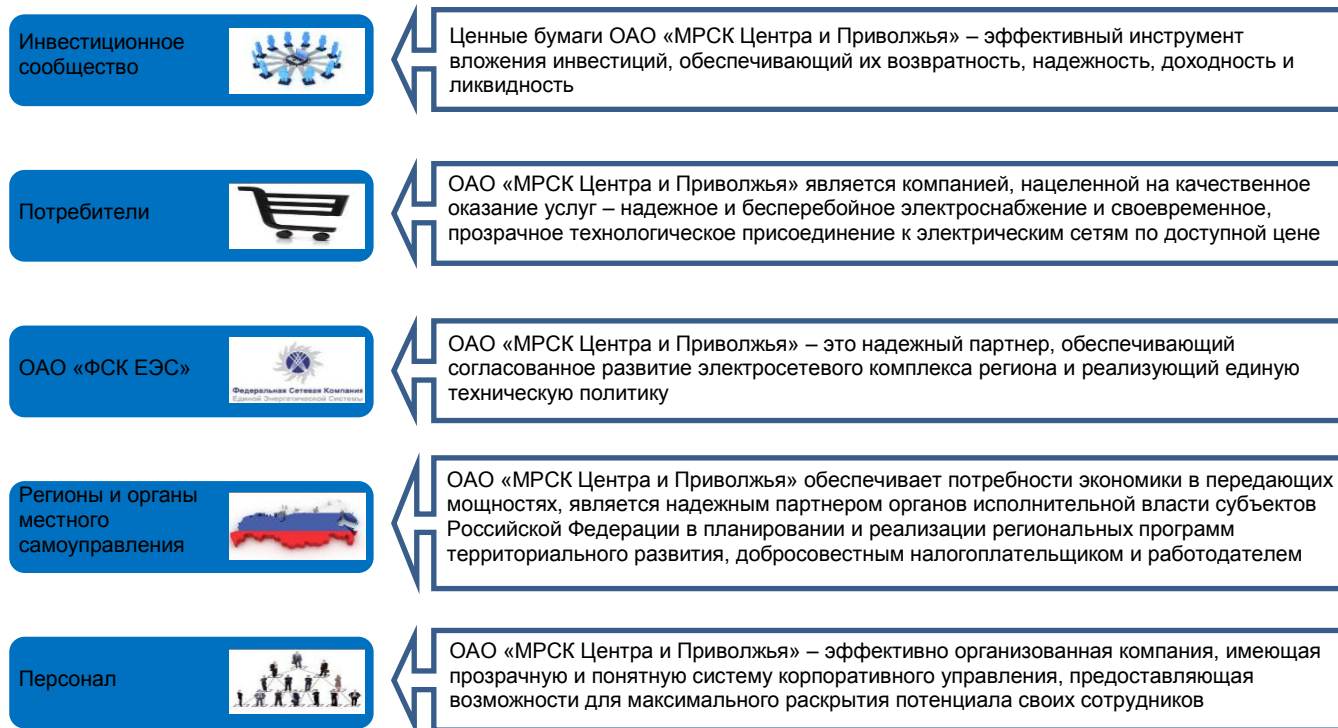 Инвестиционное
сообщество
Ценные бумаги ОАО «МРСК Центра и Приволжья» – эффективный инструмент
вложения инвестиций, обеспечивающий их возвратность, надежность, доходность и
ликвидность
Потребители
ОАО «МРСК Центра и Приволжья» является компанией, нацеленной на качественное
оказание услуг – надежное и бесперебойное электроснабжение и своевременное,
прозрачное технологическое присоединение к электрическим сетям по доступной цене
ОАО «ФСК ЕЭС»
Федеральная Сетевая Компания
Единой Энергетической Системы
ОАО «МРСК Центра и Приволжья» – это надежный партнер, обеспечивающий
согласованное развитие электросетевого комплекса региона и реализующий единую
техническую политику
Регионы и органы
местного
самоуправления
ОАО «МРСК Центра и Приволжья» обеспечивает потребности экономики в передающих
мощностях, является надежным партнером органов исполнительной власти субъектов
Российской Федерации в планировании и реализации региональных программ
территориального развития, добросовестным налогоплательщиком и работодателем
Персонал
ОАО «МРСК Центра и Приволжья» – эффективно организованная компания, имеющая
прозрачную и понятную систему корпоративного управления, предоставляющая
возможности для максимального раскрытия потенциала своих сотрудников